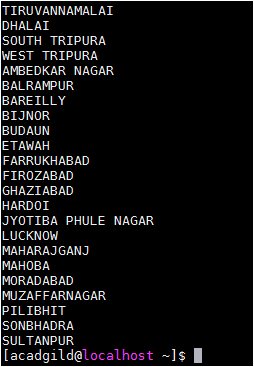 TIRUVANNAMALAI
DHALAI
SOUTH TRIPURA
WEST TRIPURA
AMBEDKAR NAGAR
BALRAMPUR
BAREILLY
BIJNOR
BUDAUN
ETAWAH
FARRUKHABAD
FIROZABAD
GHAZIABAD
HARDOI
JYOTIBA PHULE NAGAR
LUCKNOW
MAHARAJGANJ
MAHOBA
MORADABAD
MUZAFFARNAGAR
PILIBHIT
SONBHADRA
SULTANPUR
[acadgild@localhost ~]$